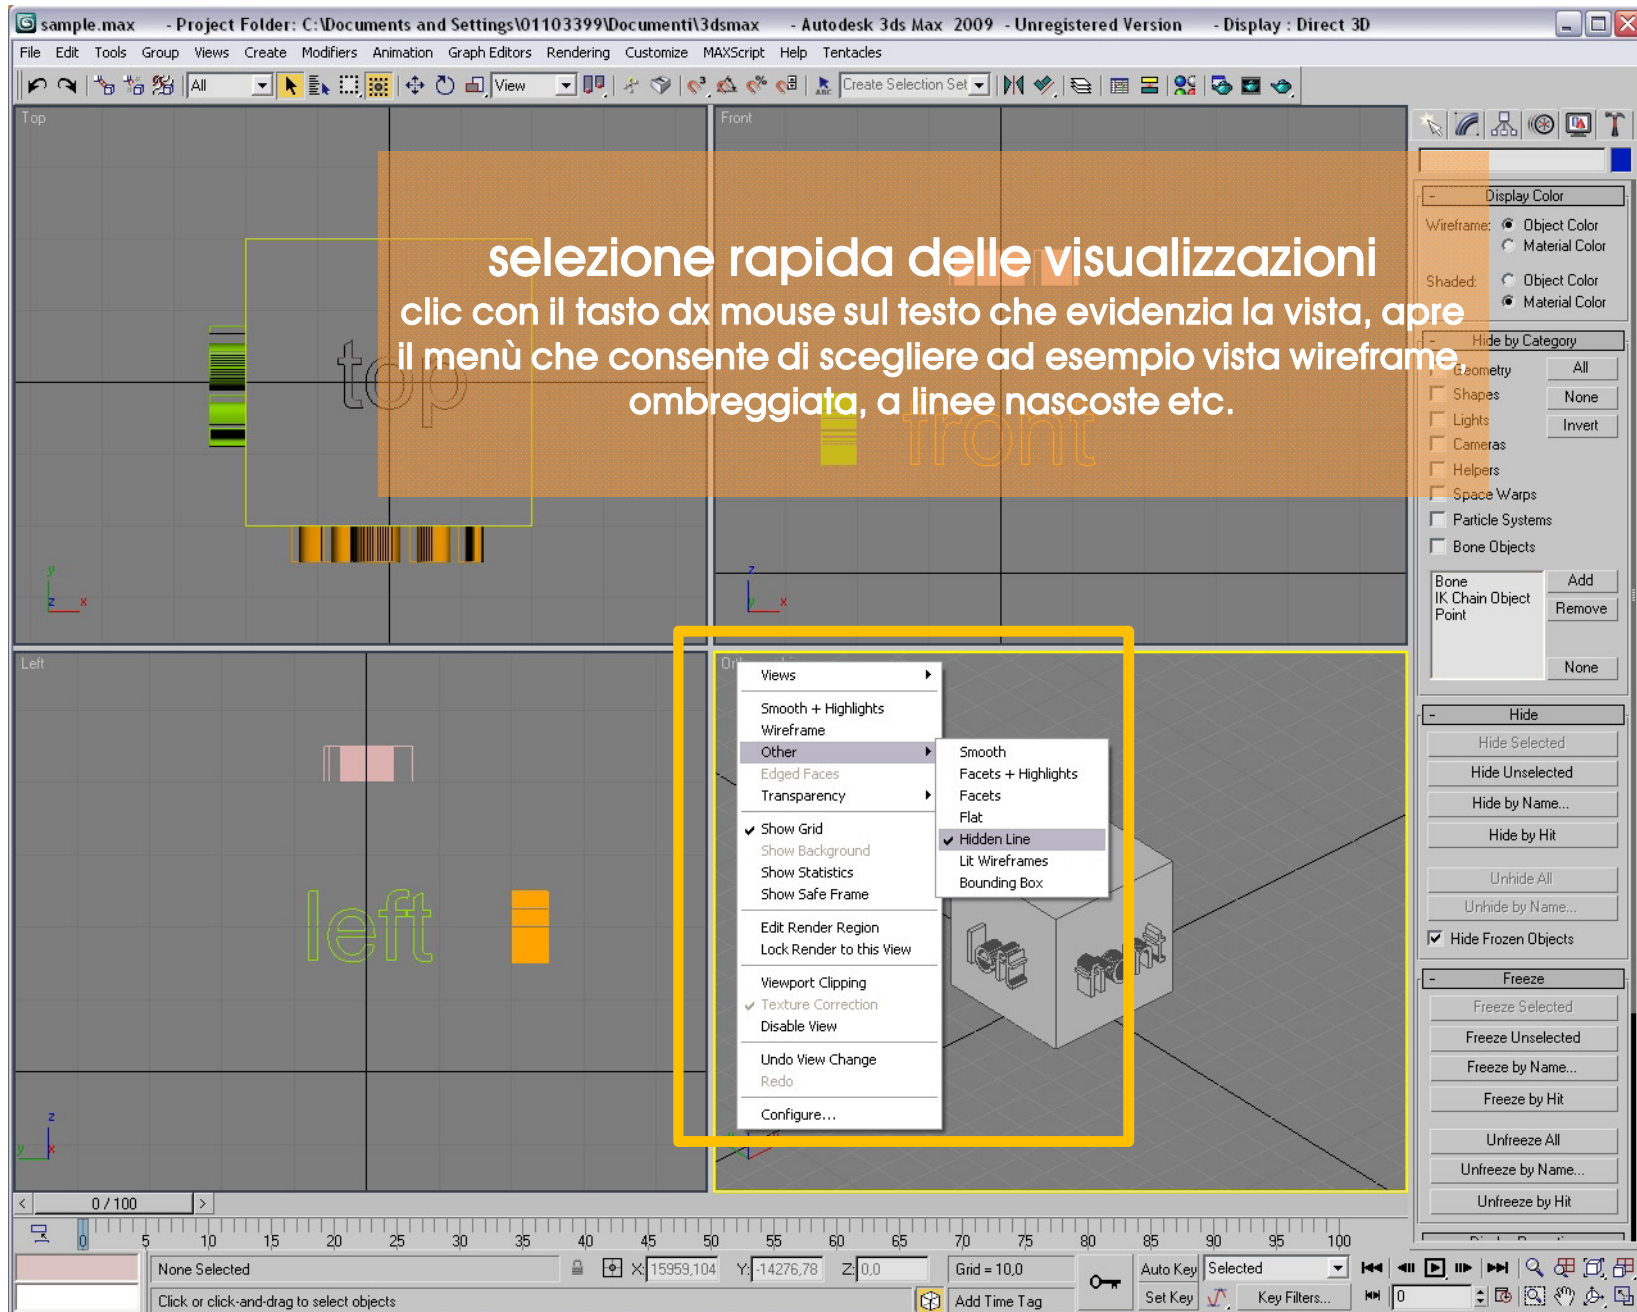 sample.max - Project Folder: C:\Documents and Settings\01103399\Documenti\3dsmax - Autodesk 3ds Max 2009 - Unregistered Version - Display : Direct 3D
File Edit Tools Group Views Create Modifiers Animation Graph Editors Rendering Customize MAXScript Help Tentacles
All View ABC Create Selection Set
Top
Front
selezione rapida delle visualizzazioni
clic con il tasto dx mouse sul testo che evidenzia la vista, apre
il menù che consente di scegliere ad esempio vista wireframe,
ombreggiata, a linee nascoste etc.
top
front
y
z x
z
y x
Left
left
z
y x
Views
Smooth + Highlights
Wireframe
Other
Edged Faces
Transparency
Show Grid
Show Background
Show Statistics
Show Safe Frame
Edit Render Region
Lock Render to this View
Viewport Clipping
Texture Correction
Disable View
Undo View Change
Redo
Configure...
Smooth
Facets + Highlights
Facets
Flat
Hidden Line
Lit Wireframes
Bounding Box
left front
- Display Color
Wireframe: Object Color
Material Color
Shaded: Object Color
Material Color
- Hide by Category
Geometry All
Shapes None
Lights Invert
Cameras
Helpers
Space Warps
Particle Systems
Bone Objects
Bone Add
IK Chain Object Remove
Point
None
- Hide
Hide Selected
Hide Unselected
Hide by Name...
Hide by Hit
Unhide All
Unhide by Name...
Hide Frozen Objects
- Freeze
Freeze Selected
Freeze Unselected
Freeze by Name...
Freeze by Hit
Unfreeze All
Unfreeze by Name...
Unfreeze by Hit
< 0 / 100 >
0 5 10 15 20 25 30 35 40 45 50 55 60 65 70 75 80 85 90 95 100
None Selected X: 15959,104 Y: -14276,78 Z: 0,0 Grid = 10,0 Auto Key Selected
Click or click-and-drag to select objects Add Time Tag Set Key Key Filters... 0